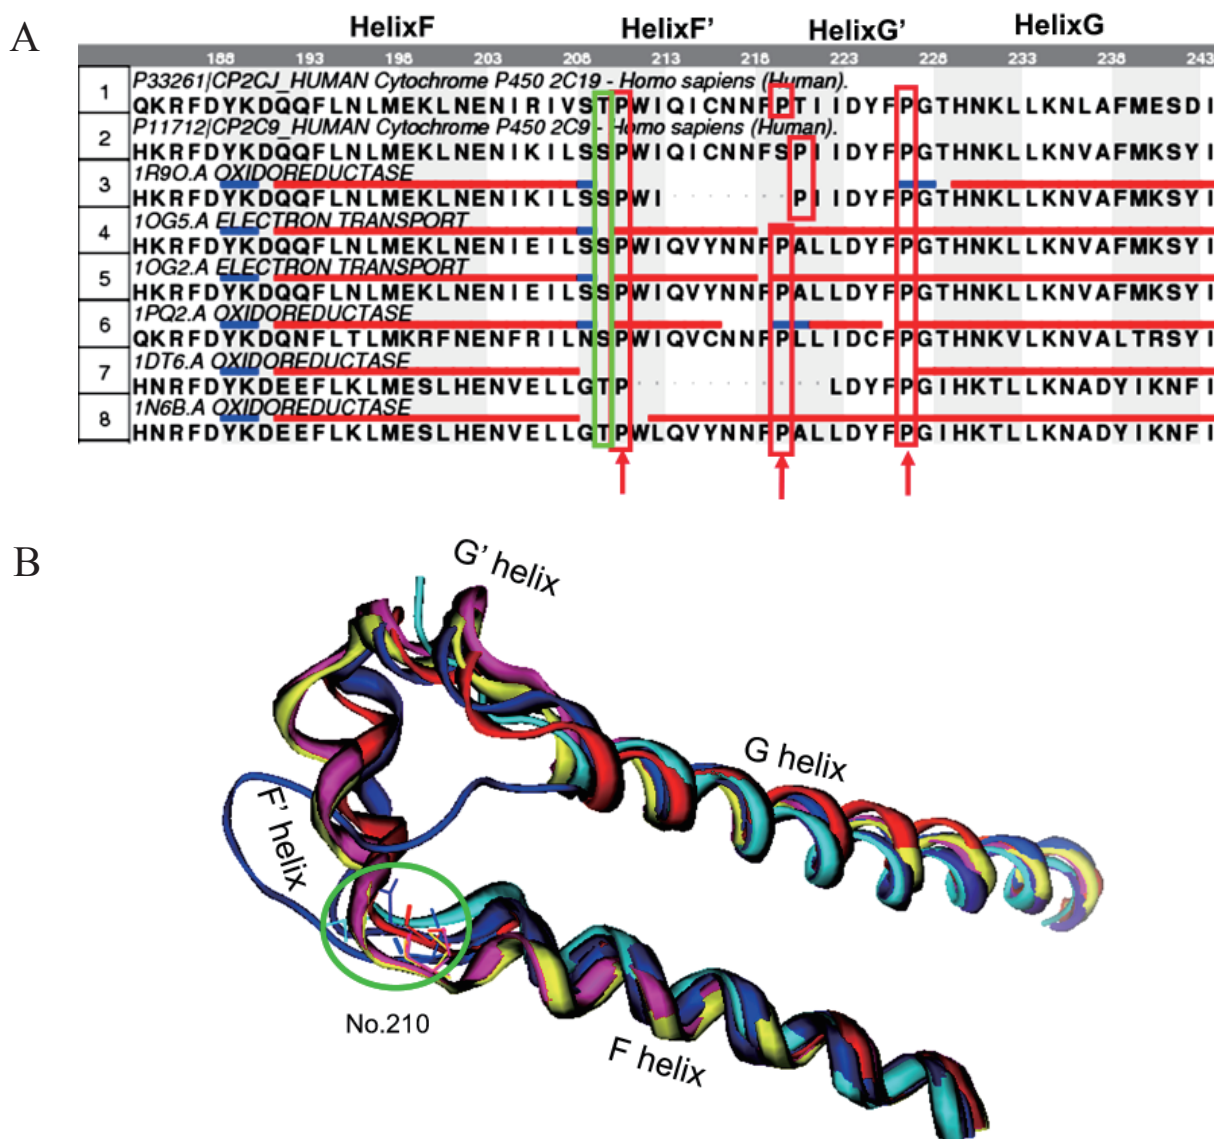 A
HelixF HelixF’ HelixG’ HelixG
188 193 198 203 208 213 218 223 228 233 238 243
1 P33261|CP2CJ_HUMAN Cytochrome P450 2C19 - Homo sapiens (Human).
QKRFDYKDQQFLNLMEKLNENIRIVSTPWIQICNNFPTIIDYFPGTHNKLLKNLAFMESDI
2 P11712|CP2C9_HUMAN Cytochrome P450 2C9 - Homo sapiens (Human).
HKRFDYKDQQFLNLMEKLNENIKILSSPWIQICNNFSPIIDYFPGTHNKLLKNVAFMKSYI
3 1R9O.A OXIDOREDUCTASE
HKRFDYKDQQFLNLMEKLNENIKILSSPWI.......PIIDYFPGTHNKLLKNVAFMKSYI
4 1OG5.A ELECTRON TRANSPORT
HKRFDYKDQQFLNLMEKLNENIEILSSPWIQVYNNFPALLDYFPGTHNKLLKNVAFMKSYI
5 1OG2.A ELECTRON TRANSPORT
HKRFDYKDQQFLNLMEKLNENIEILSSPWIQVYNNFPALLDYFPGTHNKLLKNVAFMKSYI
6 1PQ2.A OXIDOREDUCTASE
QKRFDYKDQNFLTLMKRFNENFRILNSPWIQVCNNFPLLIDCFPGTHNKVLKNVALTRSYI
7 1DT6.A OXIDOREDUCTASE
HNRFDYKDEEFLKLMESLHENVELLGTP...........LDYFPGIHKTLLKNADYIKNFI
8 1N6B.A OXIDOREDUCTASE
HNRFDYKDEEFLKLMESLHENVELLGTPWLQVYNNFPALLDYFPGIHKTLLKNADYIKNFI
B
G’ helix
G helix
F’ helix
No.210
F helix